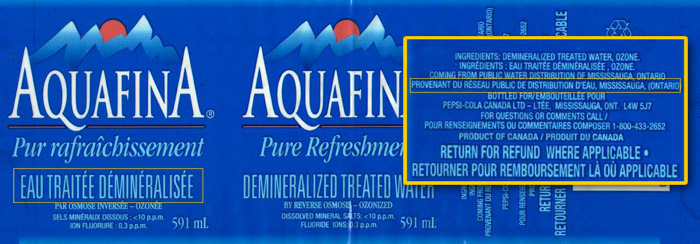 AQUAFINA®
Pur rafraîchissement
EAU TRAITÉE DÉMINÉRALISÉE
PAR OSMOSE INVERSÉE – OZONÉE
SELS MINÉRAUX DISSOUS : <10 p.p.m.
ION FLUORURE : 0,3 p.p.m.
591 mL
AQUAFINA
Pure Refreshment
DEMINERALIZED TREATED WATER
BY REVERSE OSMOSIS – OZONIZED
DISSOLVED MINERAL SALTS: <10 p.p.m.
FLUORIDE IONS: 0.3 p.p.m.
591 mL
INGREDIENTS: DEMINERALIZED TREATED WATER, OZONE.
INGRÉDIENTS : EAU TRAITÉE DÉMINÉRALISÉE , OZONE.
COMING FROM PUBLIC WATER DISTRIBUTION OF MISSISSAUGA, ONTARIO
PROVENANT DU RÉSEAU PUBLIC DE DISTRIBUTION D'EAU, MISSISSAUGA, (ONTARIO)
BOTTLED FOR/EMBOUTEILLÉE POUR
PEPSI-COLA CANADA LTD – LTÉE, MISSISSAUGA, ONT. L4W 5J7
FOR QUESTIONS OR COMMENTS CALL /
POUR RENSEIGNEMENTS OU COMMENTAIRES COMPOSER 1-800-433-2652
PRODUCT OF CANADA / PRODUIT DU CANADA
RETURN FOR REFUND WHERE APPLICABLE •
RETOURNER POUR REMBOURSEMENT LÀ OÙ APPLICABLE